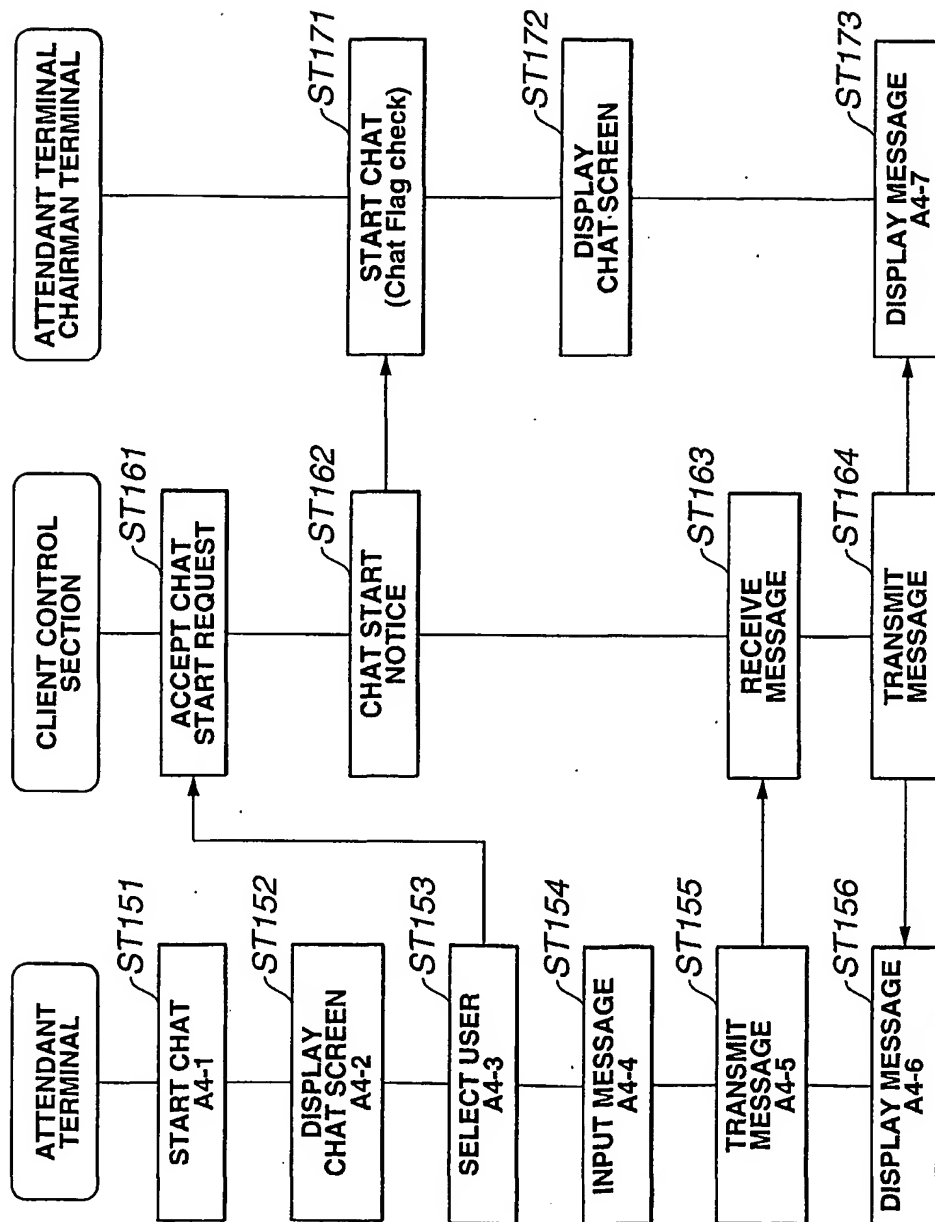 ATTENDANT
TERMINAL
START CHAT
A4-1
ST151
DISPLAY
CHAT SCREEN
A4-2
ST152
SELECT USER
A4-3
ST153
INPUT MESSAGE
A4-4
ST154
TRANSMIT
MESSAGE
A4-5
ST155
DISPLAY MESSAGE
A4-6
ST156
CLIENT CONTROL
SECTION
ACCEPT CHAT
START REQUEST
ST161
CHAT START
NOTICE
ST162
RECEIVE
MESSAGE
ST163
TRANSMIT
MESSAGE
ST164
ATTENDANT TERMINAL
CHAIRMAN TERMINAL
START CHAT
(Chat Flag check)
ST171
DISPLAY
CHAT SCREEN
ST172
DISPLAY MESSAGE
A4-7
ST173